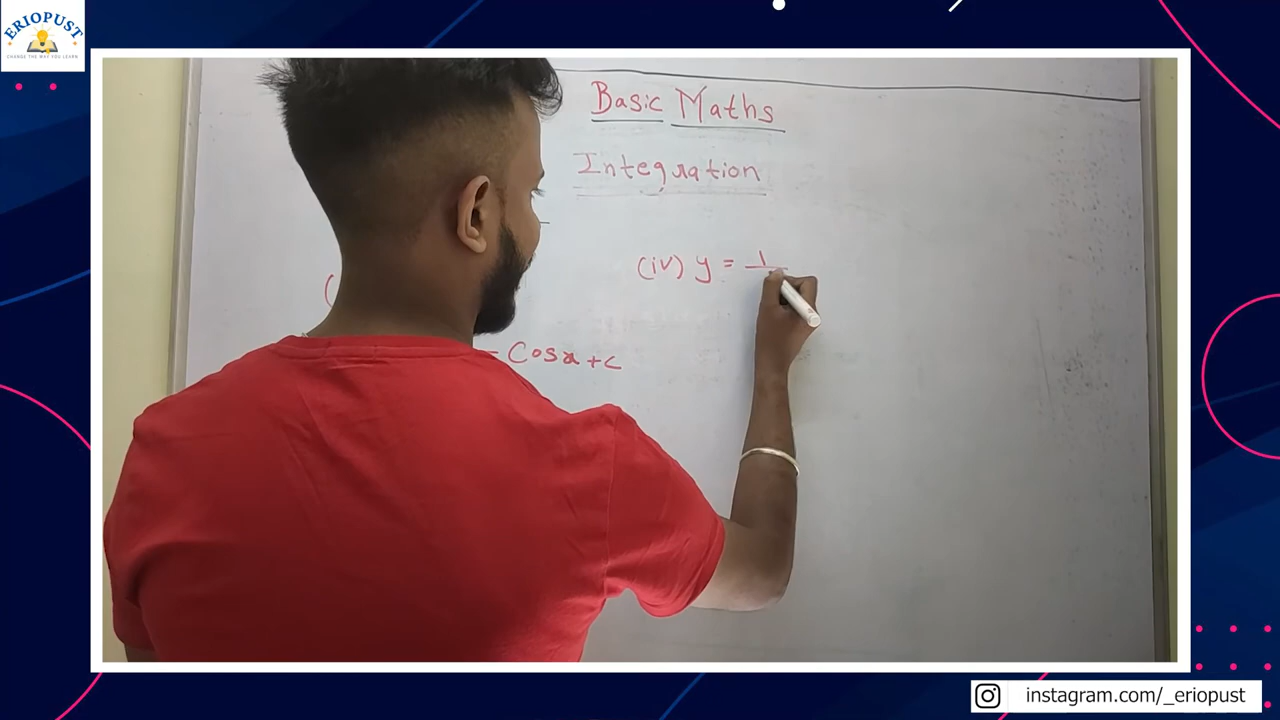 ERIOPUST
CHANGE THE WAY YOU LEARN
Basic Maths
Integration
(iv) y = 1
(
- Cosx + c
instagram.com/_eriopust